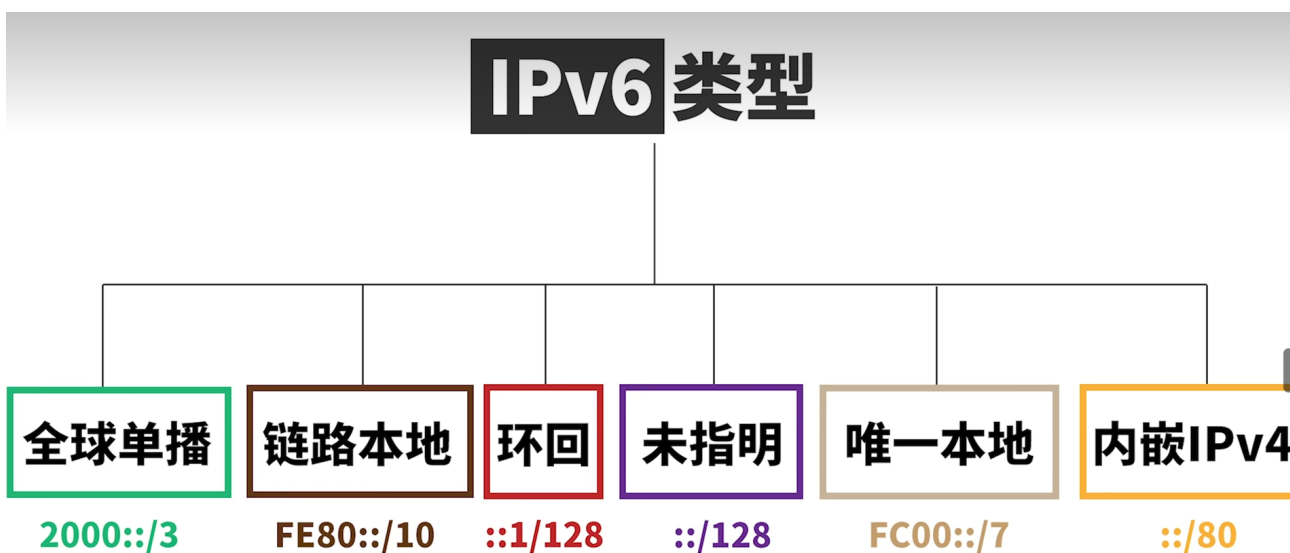 IPv6类型
全球单播
链路本地
环回
未指明
唯一本地
内嵌IPv4
2000::/3
FE80::/10
::1/128
::/128
FC00::/7
::/80